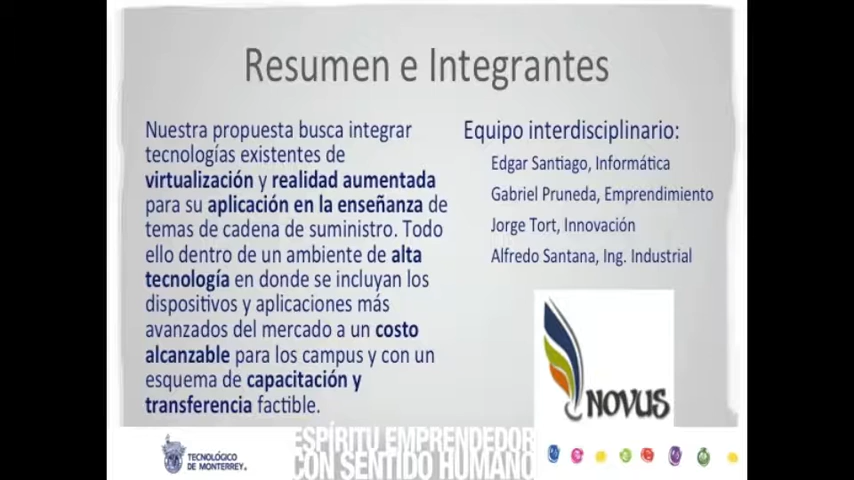 Resumen e Integrantes
Nuestra propuesta busca integrar
tecnologías existentes de
virtualización y realidad aumentada
para su aplicación en la enseñanza de
temas de cadena de suministro. Todo
ello dentro de un ambiente de alta
tecnología en donde se incluyan los
dispositivos y aplicaciones más
avanzados del mercado a un costo
alcanzable para los campus y con un
esquema de capacitación y
transferencia factible.
Equipo interdisciplinario:
Edgar Santiago, Informática
Gabriel Pruneda, Emprendimiento
Jorge Tort, Innovación
Alfredo Santana, Ing. Industrial
NOVUS
TECNOLÓGICO
DE MONTERREY.
ESPÍRITU EMPRENDEDOR
CON SENTIDO HUMANO